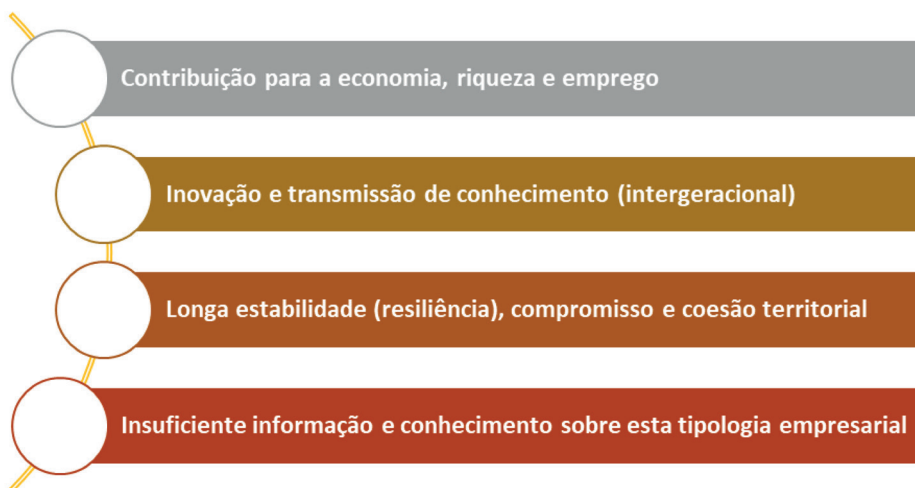 Contribuição para a economia, riqueza e emprego
Inovação e transmissão de conhecimento (intergeracional)
Longa estabilidade (resiliência), compromisso e coesão territorial
Insuficiente informação e conhecimento sobre esta tipologia empresarial